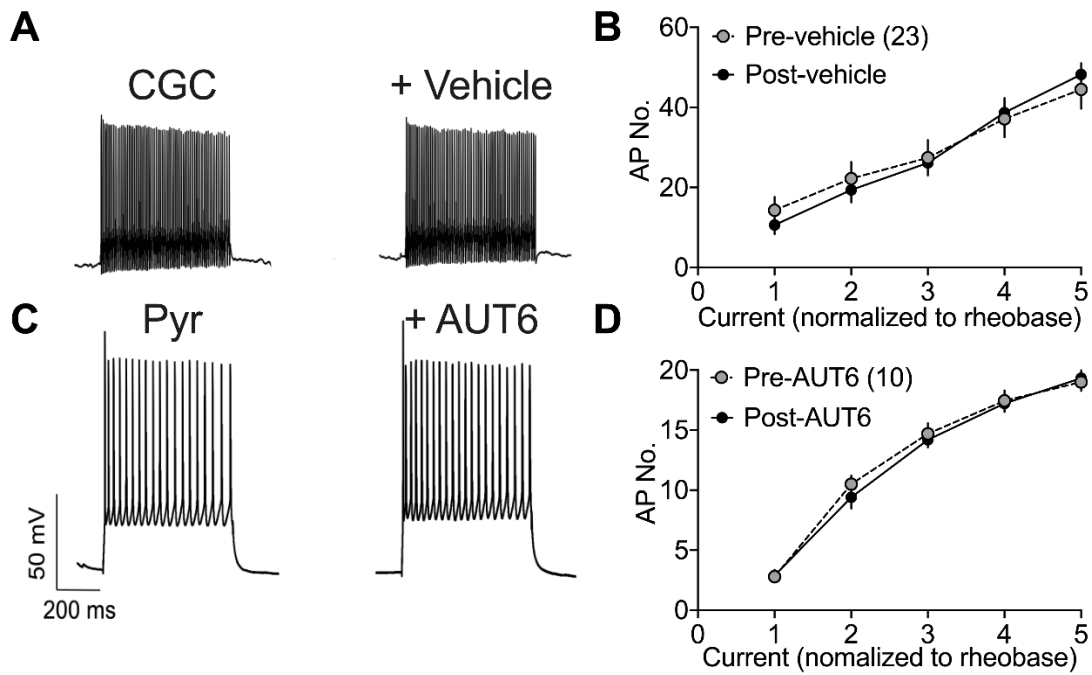 A
CGC
+ Vehicle
B
Pre-vehicle (23)
Post-vehicle
AP No.
60
40
20
0
0 1 2 3 4 5
Current (normalized to rheobase)
C
Pyr
+ AUT6
50 mV
200 ms
D
Pre-AUT6 (10)
Post-AUT6
AP No.
20
15
10
5
0
0 1 2 3 4 5
Current (nomalized to rheobase)